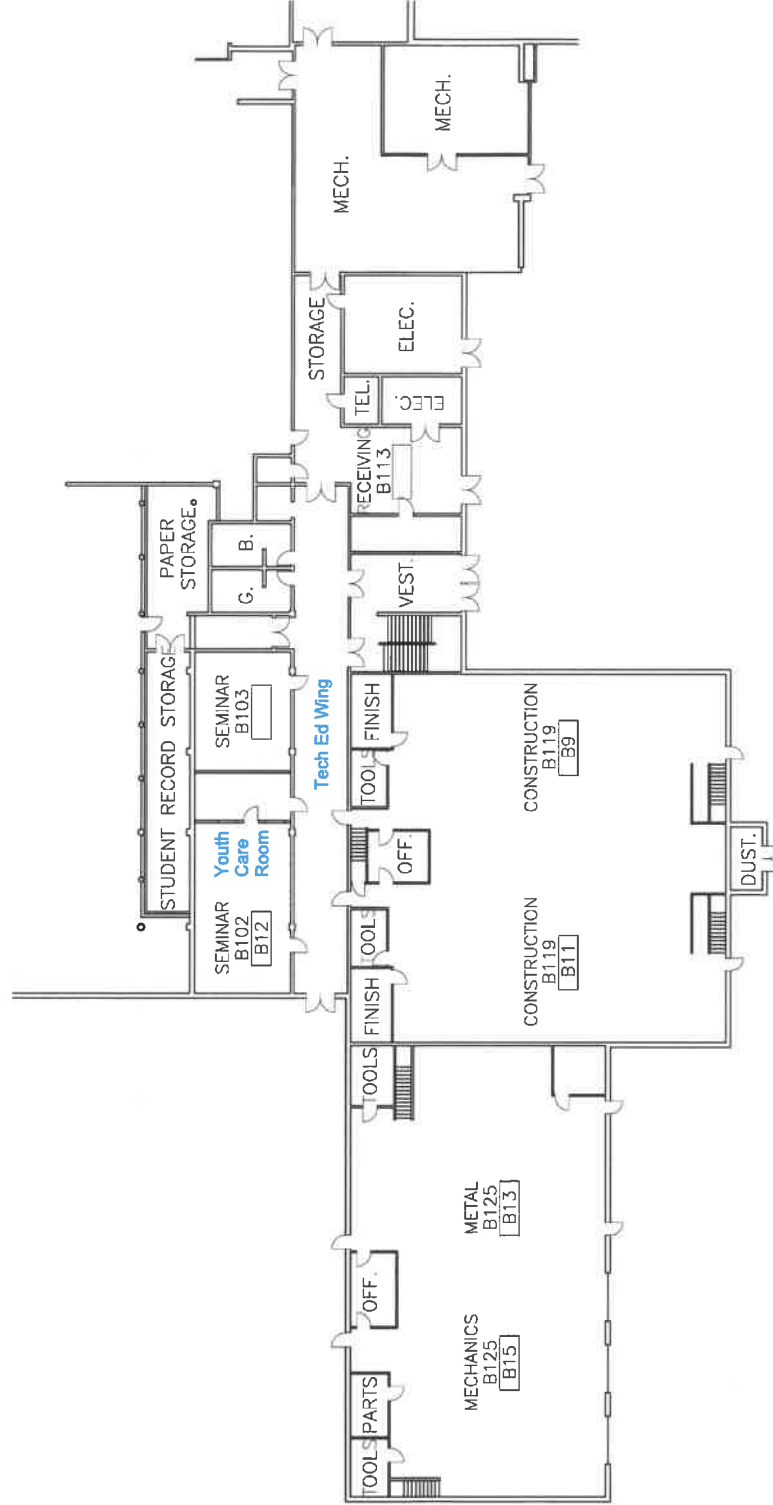 MECH.
MECH.
STORAGE
ELEC.
TEL.
ELEC.
RECEIVING
B113
PAPER
STORAGE
B.
G.
VEST.
STUDENT RECORD STORAGE
SEMINAR
B103
Tech Ed Wing
Youth
Care
Room
SEMINAR
B102
B12
FINISH
TOOLS
OFF.
TOOLS
FINISH
CONSTRUCTION
B119
B9
CONSTRUCTION
B119
B11
DUST.
TOOLS
METAL
B125
B13
OFF.
MECHANICS
B125
B15
PARTS
TOOLS